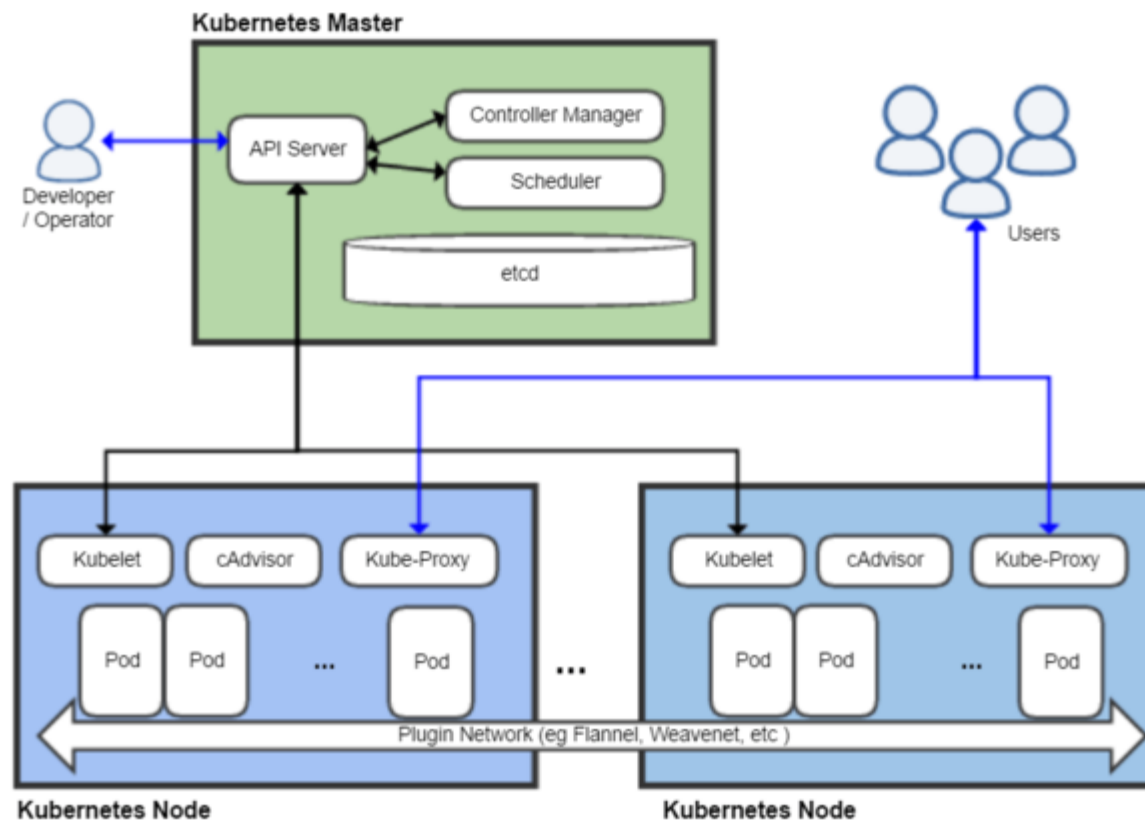 Kubernetes Master
API Server
Controller Manager
Scheduler
etcd
Developer
/ Operator
Users
Kubelet
cAdvisor
Kube-Proxy
Pod
Pod
...
Pod
...
Kubelet
cAdvisor
Kube-Proxy
Pod
Pod
...
Pod
Plugin Network (eg Flannel, Weavenet, etc )
Kubernetes Node
Kubernetes Node